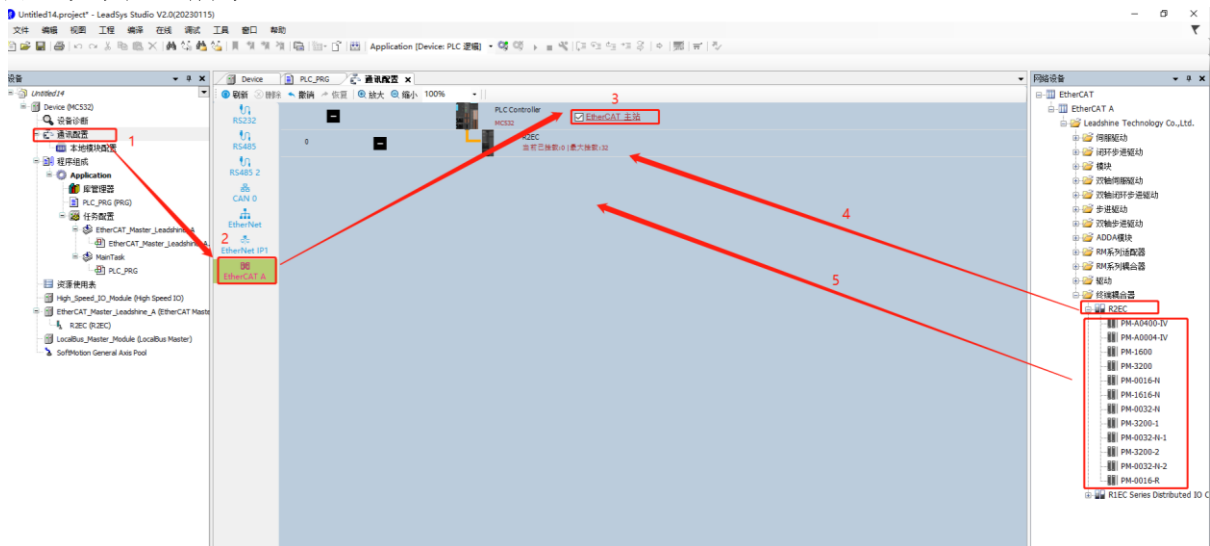 Untitled14.project* - LeadSys Studio V2.0(20230115)
文件 编辑 视图 工程 编译 在线 调试 工具 窗口 帮助
Application [Device: PLC 逻辑]
设备
Untitled14
Device (MC532)
设备诊断
通讯配置
本地模块配置
程序组成
Application
库管理器
PLC_PRG (PRG)
任务配置
EtherCAT_Master_Leadshine_A
EtherCAT_Master_Leadshine_A.
MainTask
PLC_PRG
资源使用表
High_Speed_IO_Module (High Speed IO)
EtherCAT_Master_Leadshine_A (EtherCAT Maste
R2EC (R2EC)
LocalBus_Master_Module (LocalBus Master)
SoftMotion General Axis Pool
1
Device PLC_PRG 通讯配置
刷新 删除 撤销 恢复 放大 缩小 100%
RS232
RS485
RS485 2
CAN 0
EtherNet
2
EtherNet IP1
EtherCAT A
PLC Controller
MC532
3
EtherCAT 主站
0
R2EC
当前已挂载:0 |最大挂载:32
4
5
网络设备
EtherCAT
EtherCAT A
Leadshine Technology Co.,Ltd.
伺服驱动
闭环步进驱动
模块
双轴伺服驱动
双轴闭环步进驱动
步进驱动
双轴步进驱动
ADDA模块
RM系列适配器
RM系列耦合器
驱动
终端耦合器
R2EC
PM-A0400-IV
PM-A0004-IV
PM-1600
PM-3200
PM-0016-N
PM-1616-N
PM-0032-N
PM-3200-1
PM-0032-N-1
PM-3200-2
PM-0032-N-2
PM-0016-R
R1EC Series Distributed IO C